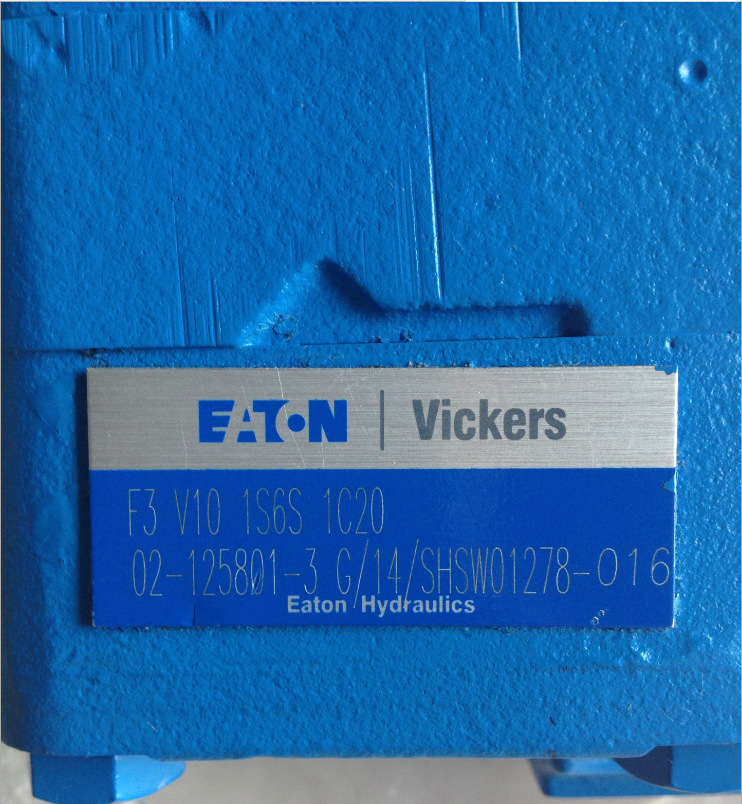 EATON | Vickers
F3 V10 1S6S 1C20
02-125801-3 G/14/SHSW01278-016
Eaton Hydraulics